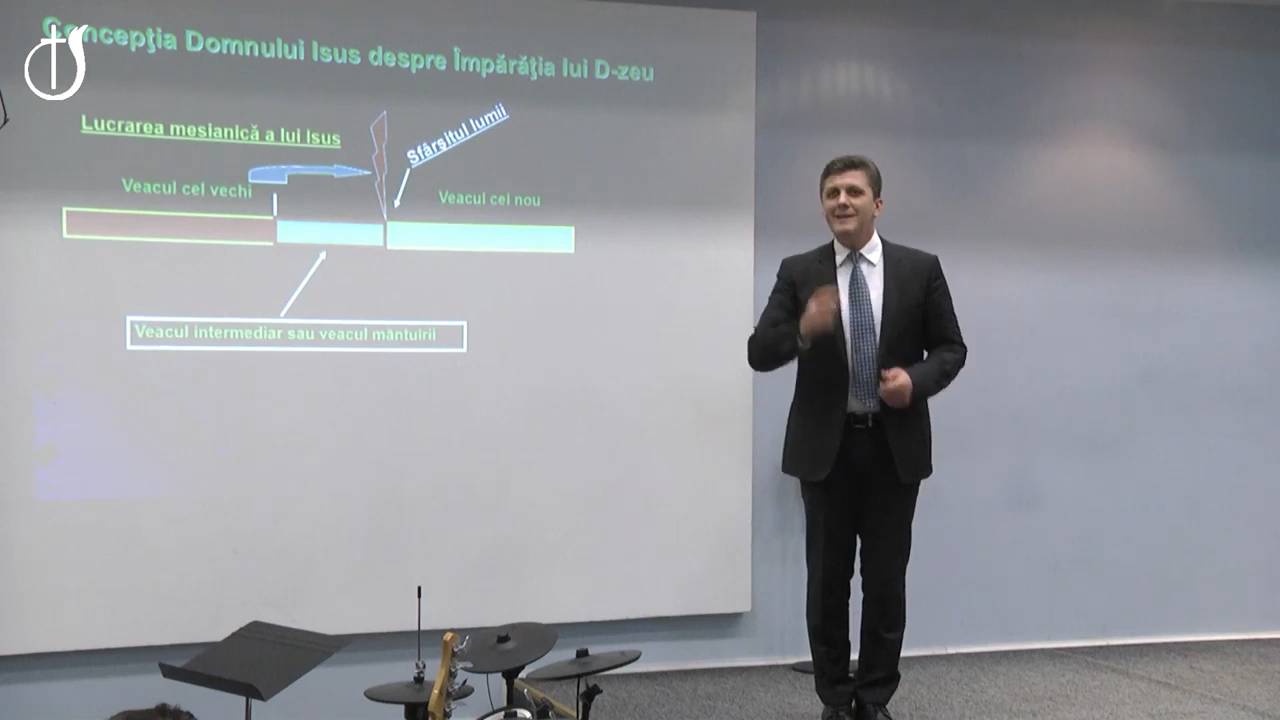 Concepţia Domnului Isus despre Împărăţia lui D-zeu
Lucrarea mesianică a lui Isus
Sfârşitul lumii
Veacul cel vechi
Veacul cel nou
Veacul intermediar sau veacul mântuirii